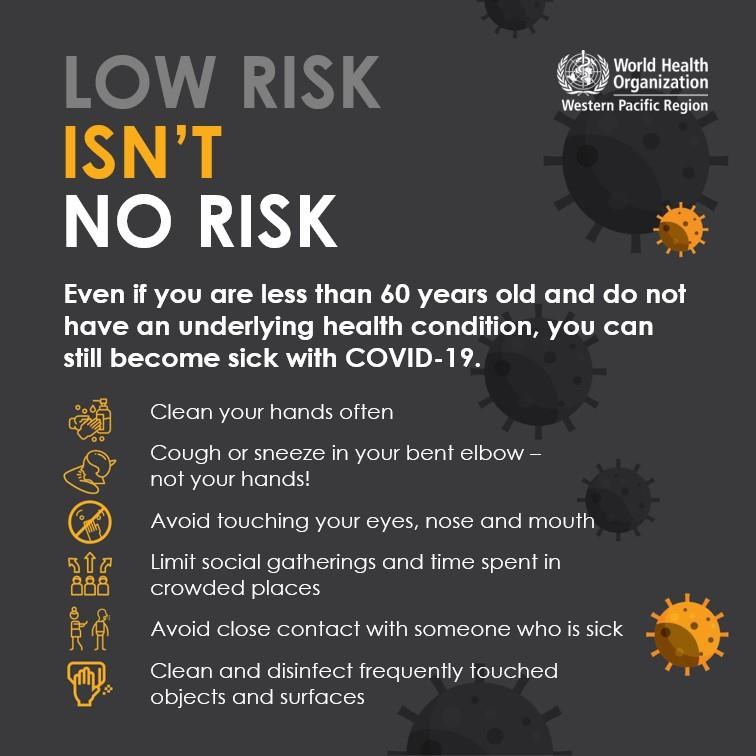 LOW RISK
ISN'T
NO RISK
World Health
Organization
Western Pacific Region
Even if you are less than 60 years old and do not
have an underlying health condition, you can
still become sick with COVID-19.
Clean your hands often
Cough or sneeze in your bent elbow –
not your hands!
Avoid touching your eyes, nose and mouth
Limit social gatherings and time spent in
crowded places
Avoid close contact with someone who is sick
Clean and disinfect frequently touched
objects and surfaces